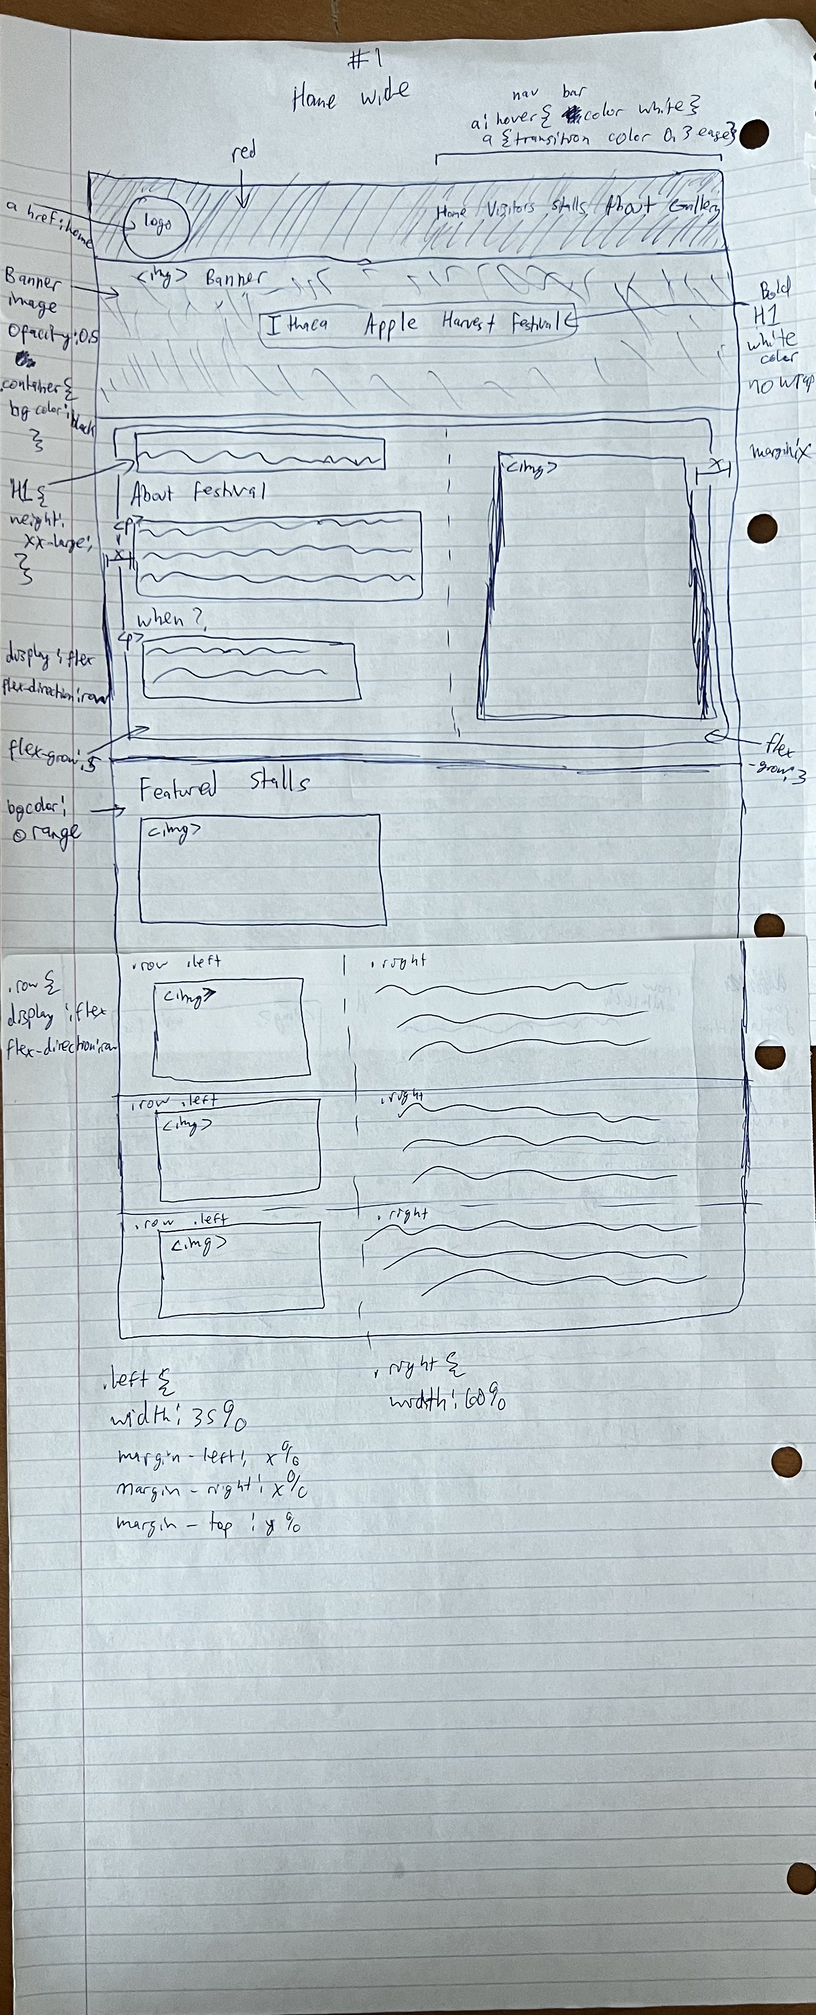 #1
Home wide
nav bar
a:hover{ color white}
a {transition color 0.3 ease}
red
a href:home
logo
Home Visitors Stalls About Gallery
<img> Banner
Banner
image
Opacity:0.5
container{
bg color:black
}
Ithaca Apple Harvest Festival
Bold
H1
white
color
no wrap
margin:x
x
<img>
H1 {
weight:
xx-large;
}
About Festival
<p>
x
when?
<p>
display:flex
flex-direction:row
flex-grow:5
flex
-grow:3
Featured Stalls
bgcolor:
orange
<img>
.row .left
.right
.row {
display:flex
flex-direction:row
<img>
.row .left
.right
<img>
.row .left
.right
<img>
.left {
width: 35%
margin-left: x%
margin-right: x%
margin-top: y%
.right {
width: 60%